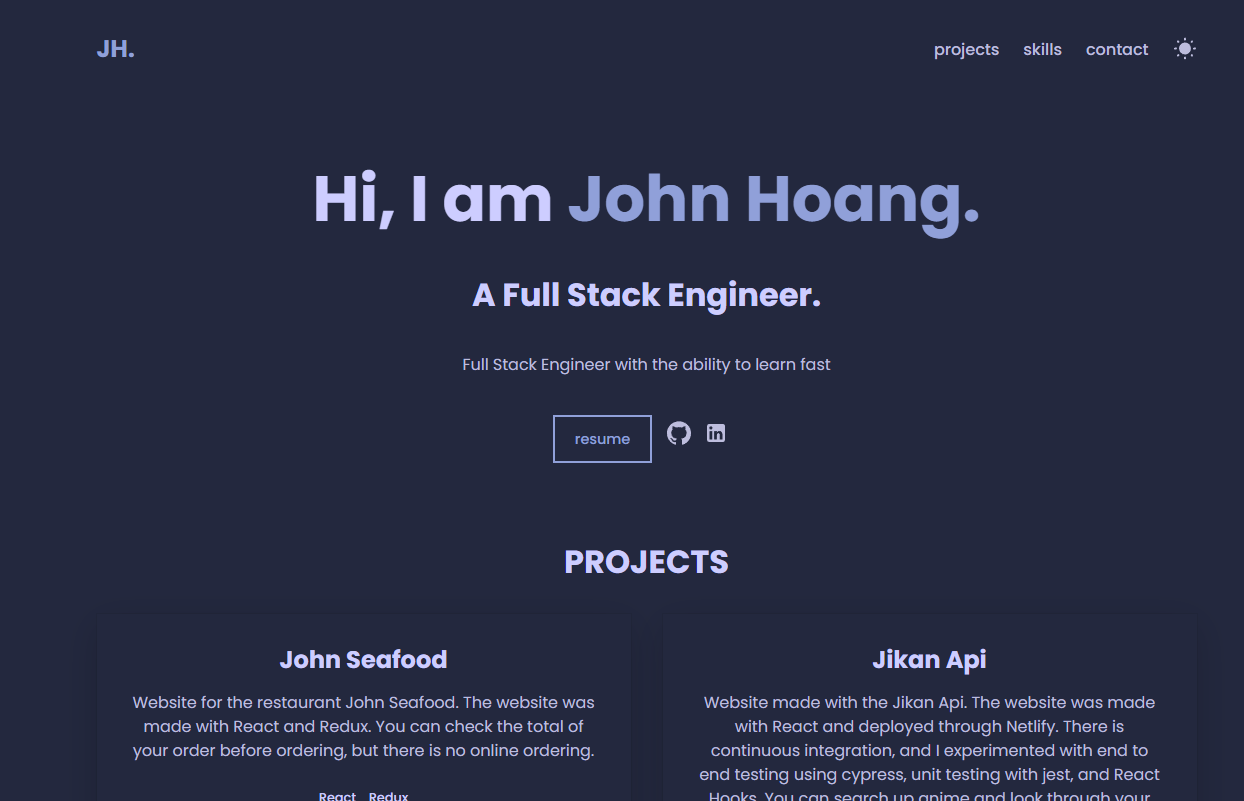 JH.
projects skills contact
Hi, I am John Hoang.
A Full Stack Engineer.
Full Stack Engineer with the ability to learn fast
resume
PROJECTS
John Seafood
Website for the restaurant John Seafood. The website was
made with React and Redux. You can check the total of
your order before ordering, but there is no online ordering.
React Redux
Jikan Api
Website made with the Jikan Api. The website was made
with React and deployed through Netlify. There is
continuous integration, and I experimented with end to
end testing using cypress, unit testing with jest, and React
Hooks. You can search up anime and look through your